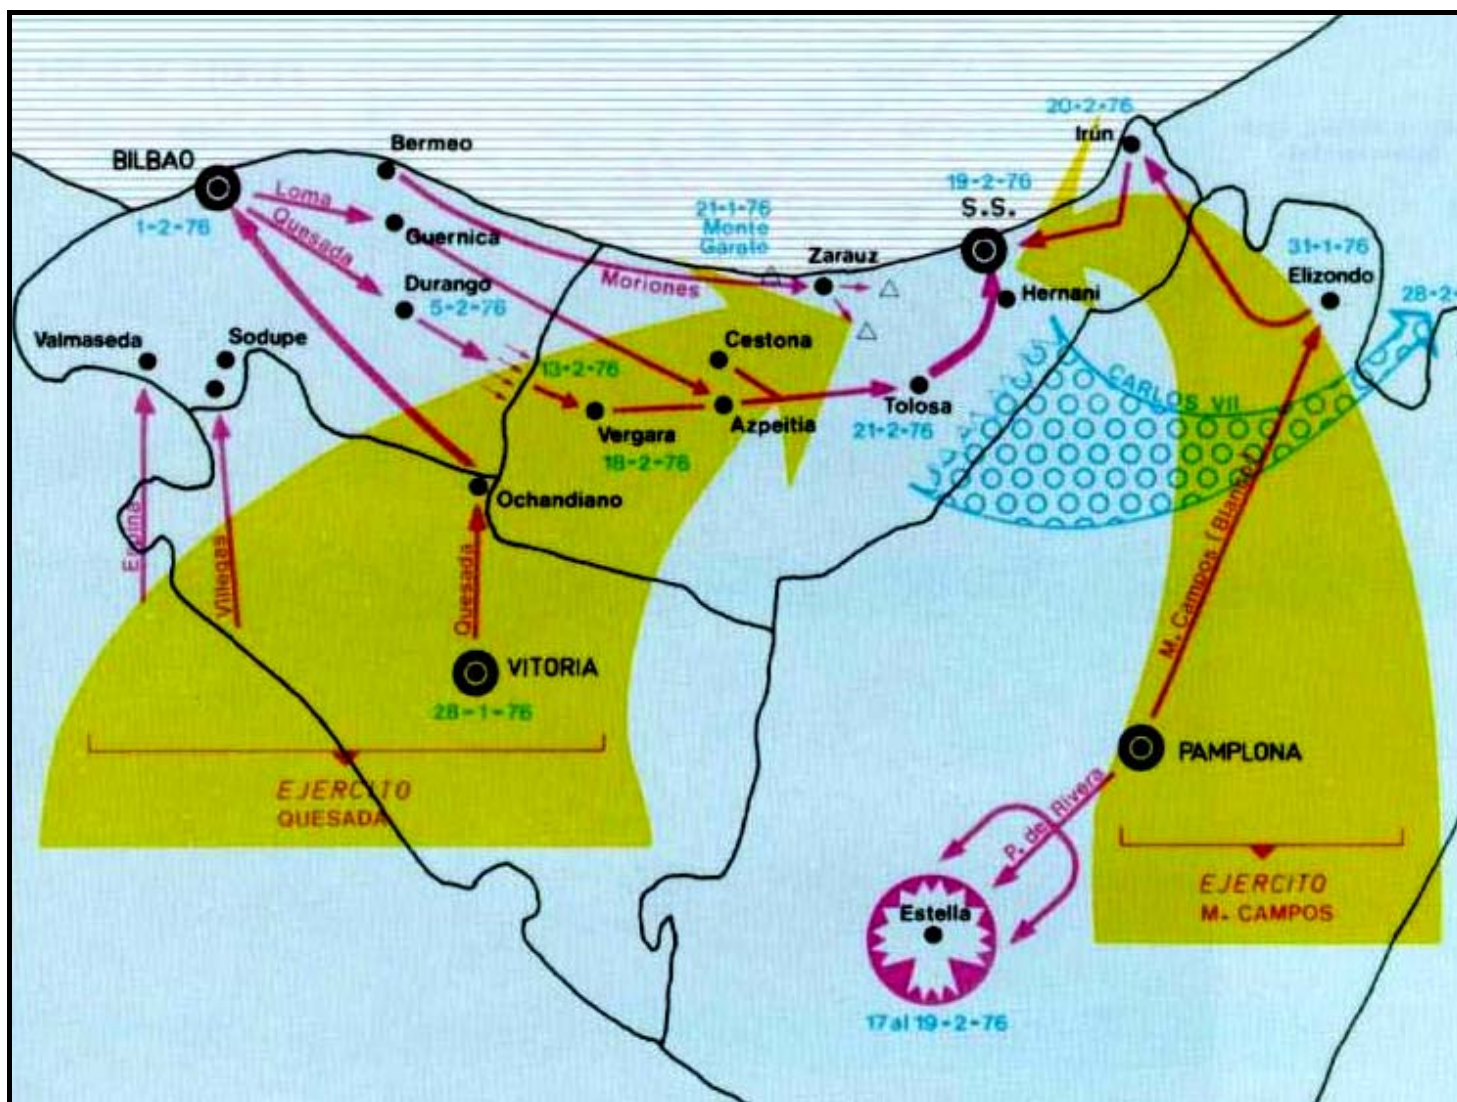 20-2-76
Irún
Bermeo
BILBAO
19-2-76
S.S.
Loma
1-2-76
Quesada
Guernica
21-1-76
Monte
Garate
Zarauz
31-1-76
Elizondo
Moriones
Durango
5-2-76
Hernani
28-2-
Valmaseda
Sodupe
Cestona
13-2-76
CARLOS VII
Tolosa
21-2-76
Azpeitia
Vergara
18-2-76
Ochandiano
Villegas
Quesada
M. Campos (Blanco)
VITORIA
28-1-76
PAMPLONA
P. de Rivera
EJERCITO
QUESADA
EJERCITO
M. CAMPOS
Estella
17 al 19-2-76